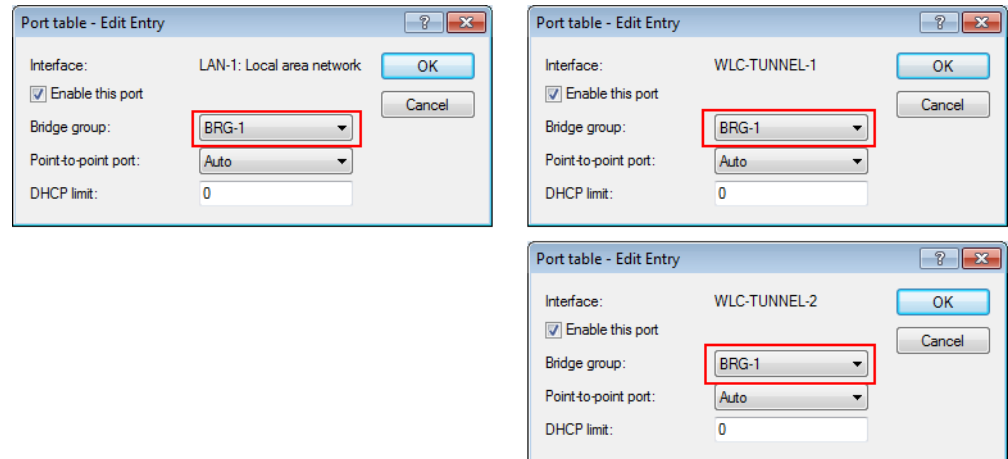 Port table - Edit Entry
Interface: LAN-1: Local area network OK
Enable this port
Cancel
Bridge group: BRG-1
Point-to-point port: Auto
DHCP limit: 0
Port table - Edit Entry
Interface: WLC-TUNNEL-1 OK
Enable this port
Cancel
Bridge group: BRG-1
Point-to-point port: Auto
DHCP limit: 0
Port table - Edit Entry
Interface: WLC-TUNNEL-2 OK
Enable this port
Cancel
Bridge group: BRG-1
Point-to-point port: Auto
DHCP limit: 0